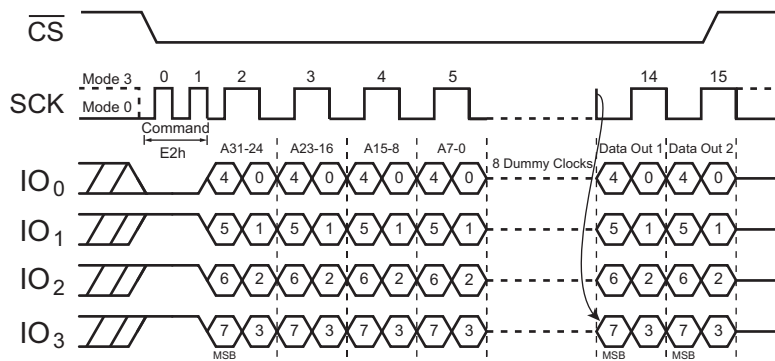 CS
Mode 3
0 1 2 3 4 5 14 15
SCK
Mode 0
Command
E2h
A31-24 A23-16 A15-8 A7-0 8 Dummy Clocks Data Out 1 Data Out 2
IO0 4 0 4 0 4 0 4 0 4 0 4 0
IO1 5 1 5 1 5 1 5 1 5 1 5 1
IO2 6 2 6 2 6 2 6 2 6 2 6 2
IO3 7 3 7 3 7 3 7 3 7 3 7 3
MSB MSB MSB